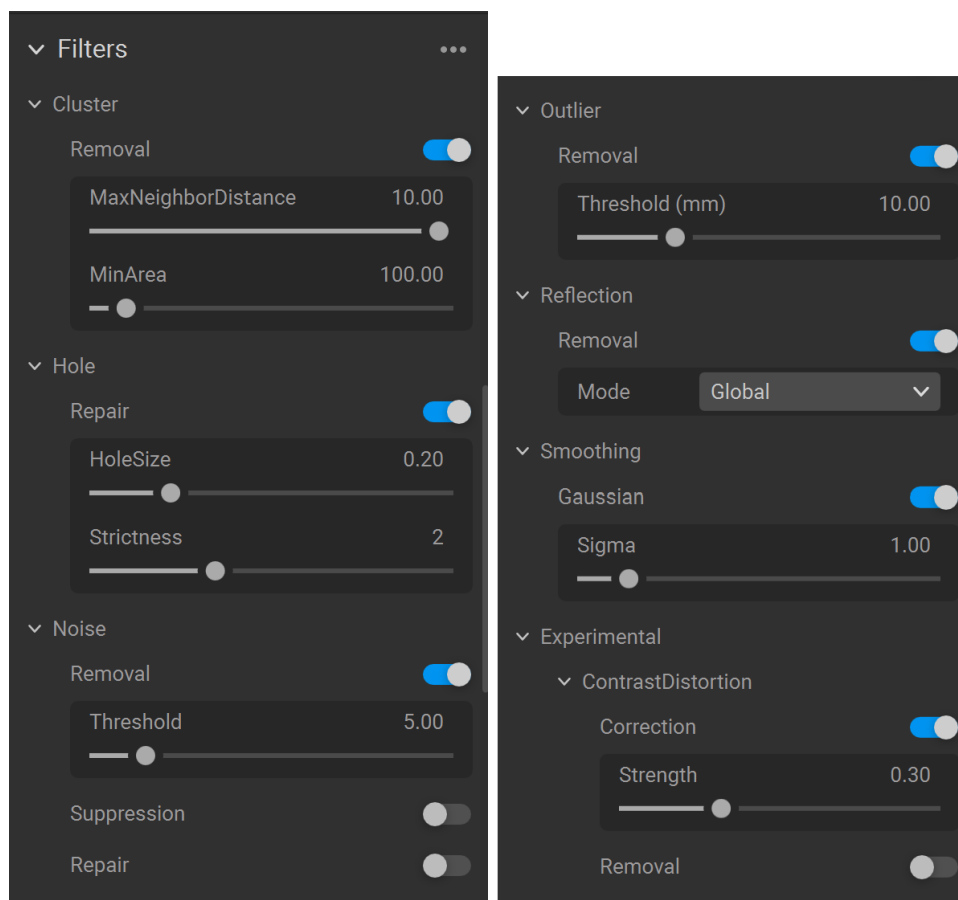 Filters
Cluster
Removal
MaxNeighborDistance 10.00
MinArea 100.00
Hole
Repair
HoleSize 0.20
Strictness 2
Noise
Removal
Threshold 5.00
Suppression
Repair
Outlier
Removal
Threshold (mm) 10.00
Reflection
Removal
Mode Global
Smoothing
Gaussian
Sigma 1.00
Experimental
ContrastDistortion
Correction
Strength 0.30
Removal